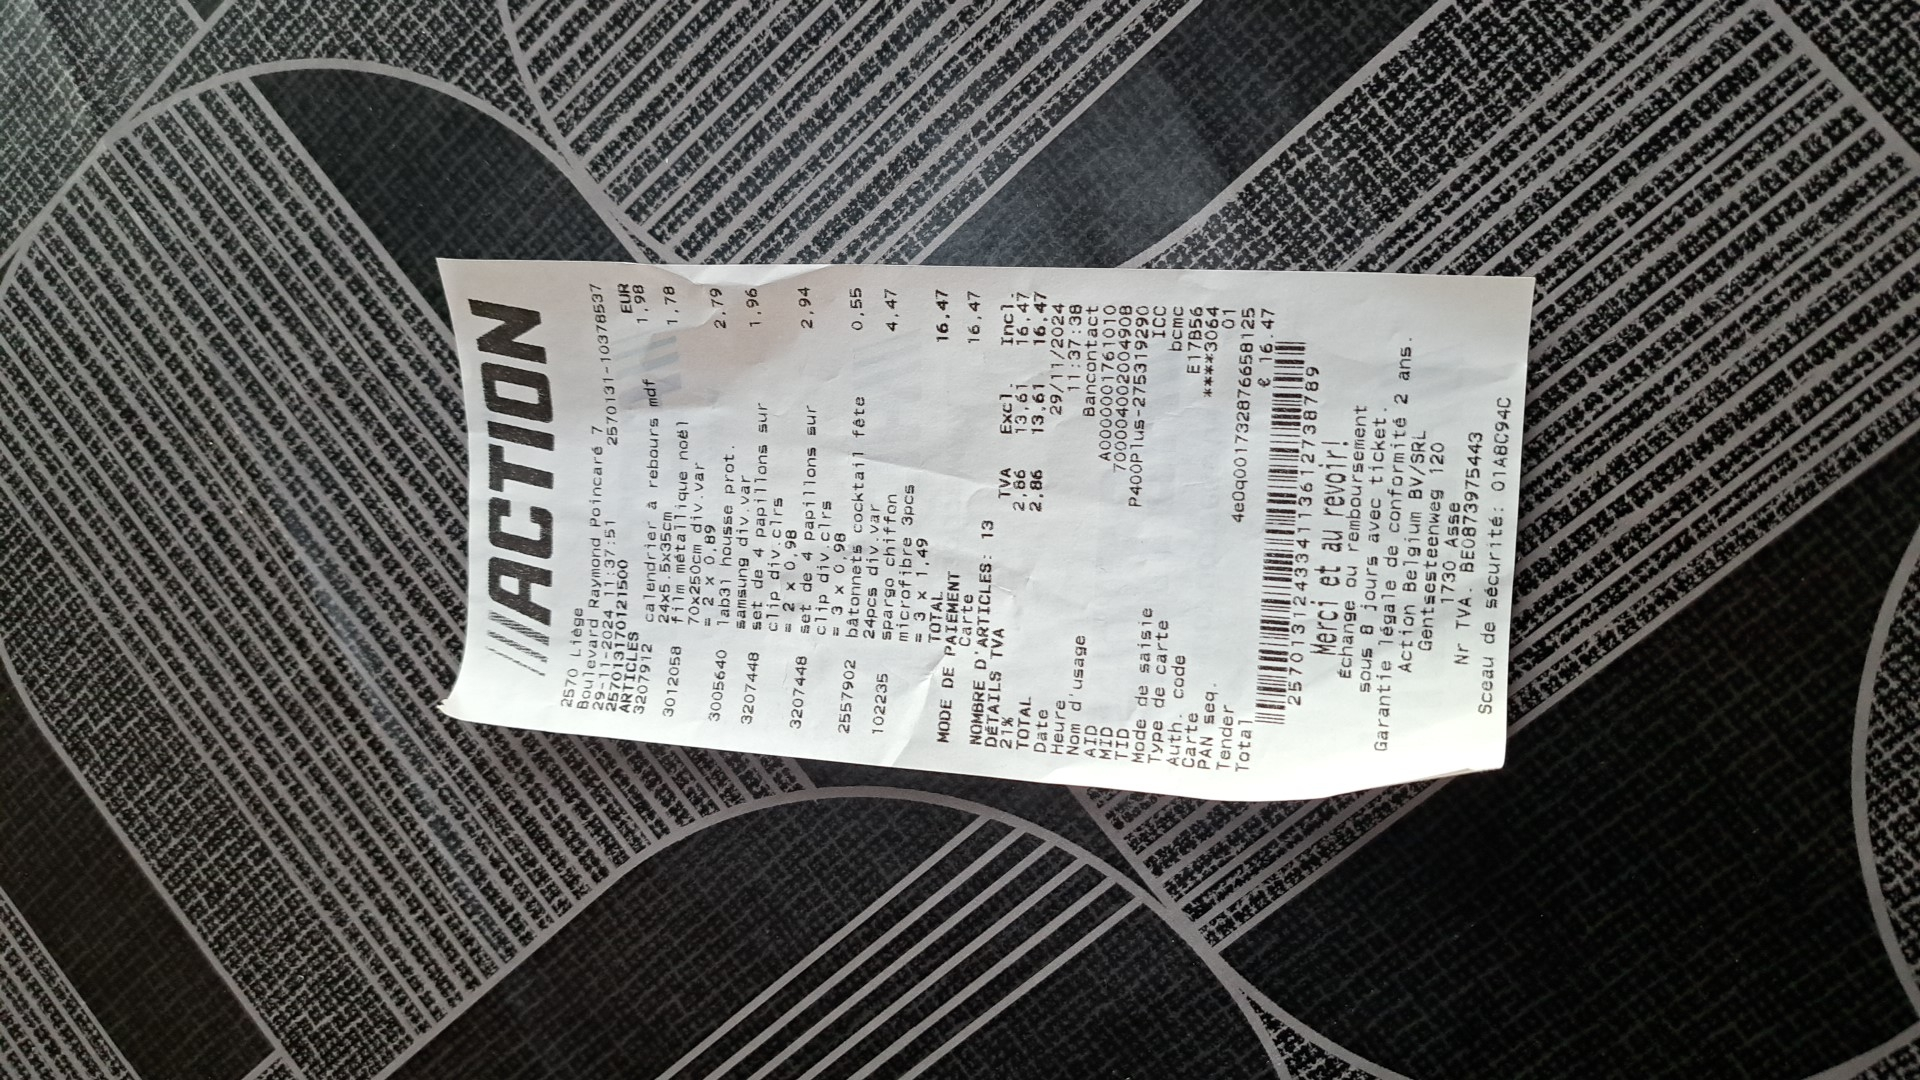 ACTION
2570 Liège
Boulevard Raymond Poincaré 7
29-11-2024 11:37:51 2570131-10378537
257013170121500
ARTICLES EUR
3207912 calendrier à rebours mdf 1,98
24x5.5x35cm
3012058 film métallique noël 1,78
70x250cm div.var
= 2 x 0,89
3005640 lab31 housse prot. 2,79
samsung div.var
3207448 set de 4 papillons sur 1,96
clip div.clrs
= 2 x 0,98
3207448 set de 4 papillons sur 2,94
clip div.clrs
= 3 x 0,98
2557902 bâtonnets cocktail fête 0,55
24pcs div.var
102235 spargo chiffon 4,47
microfibre 3pcs
= 3 x 1,49
TOTAL 16,47
MODE DE PAIEMENT
Carte 16,47
NOMBRE D'ARTICLES: 13
DÉTAILS TVA TVA Excl. Incl.
21% 2,86 13,61 16,47
TOTAL 2,86 13,61 16,47
Date 29/11/2024
Heure 11:37:38
Nom d'usage Bancontact
AID A0000001761010
MID 70000400200490B
TID P400Plus-275319290
Mode de saisie ICC
Type de carte bcmc
Auth. code E17B56
Carte ****3064
PAN seq. 01
Tender 4e0q001732876658125
Total € 16,47
Merci et au revoir!
Échange ou remboursement
sous 8 jours avec ticket.
Garantie légale de conformité 2 ans.
Action Belgium BV/SRL
Gentsesteenweg 120
1730 Asse
Nr TVA. BE0873975443
Sceau de sécurité: 01A8C94C